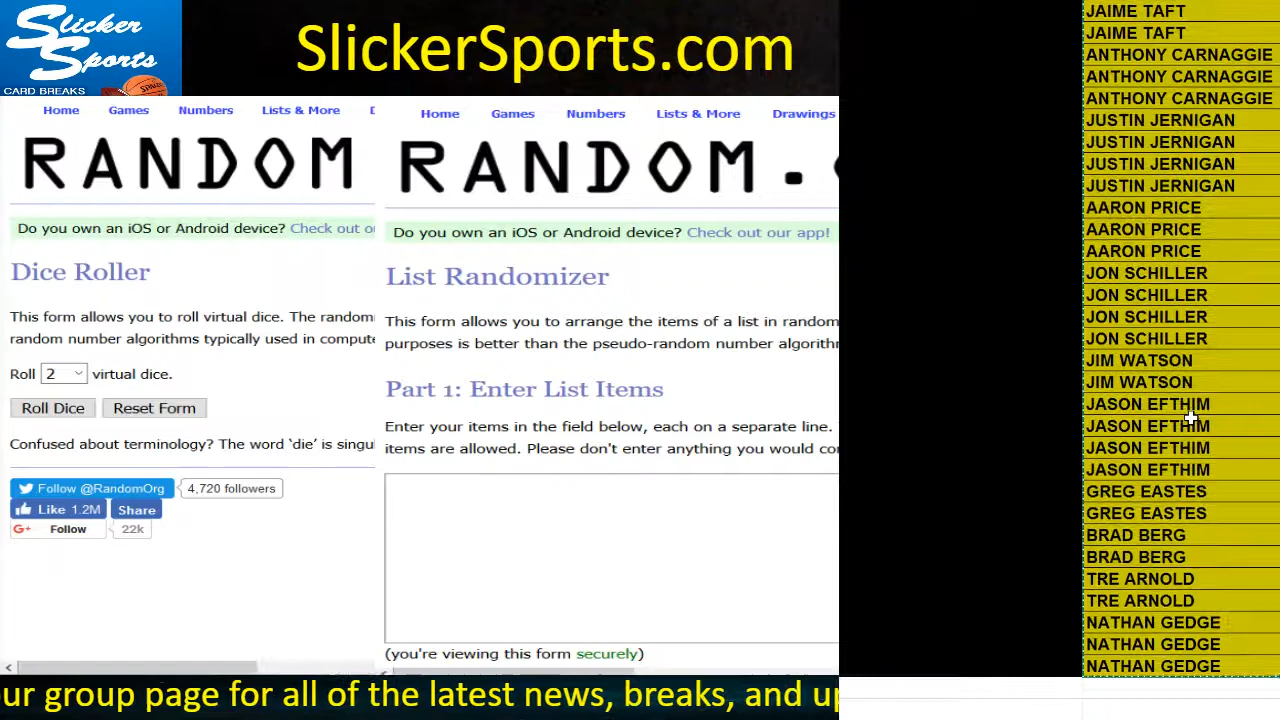 Slicker
Sports
CARD BREAKS
SlickerSports.com
Home Games Numbers Lists & More D
RANDOM
Do you own an iOS or Android device? Check out o
Dice Roller
This form allows you to roll virtual dice. The random
random number algorithms typically used in compute
Roll 2 virtual dice.
Roll Dice Reset Form
Confused about terminology? The word ‘die’ is singu
Follow @RandomOrg 4,720 followers
Like 1.2M Share
G+ Follow 22k
Home Games Numbers Lists & More Drawings
RANDOM.
Do you own an iOS or Android device? Check out our app!
List Randomizer
This form allows you to arrange the items of a list in random
purposes is better than the pseudo-random number algorith
Part 1: Enter List Items
Enter your items in the field below, each on a separate line.
items are allowed. Please don't enter anything you would co
(you're viewing this form securely)
JAIME TAFT
JAIME TAFT
ANTHONY CARNAGGIE
ANTHONY CARNAGGIE
ANTHONY CARNAGGIE
JUSTIN JERNIGAN
JUSTIN JERNIGAN
JUSTIN JERNIGAN
JUSTIN JERNIGAN
AARON PRICE
AARON PRICE
AARON PRICE
JON SCHILLER
JON SCHILLER
JON SCHILLER
JON SCHILLER
JIM WATSON
JIM WATSON
JASON EFTHIM
JASON EFTHIM
JASON EFTHIM
JASON EFTHIM
GREG EASTES
GREG EASTES
BRAD BERG
BRAD BERG
TRE ARNOLD
TRE ARNOLD
NATHAN GEDGE
NATHAN GEDGE
NATHAN GEDGE
our group page for all of the latest news, breaks, and up